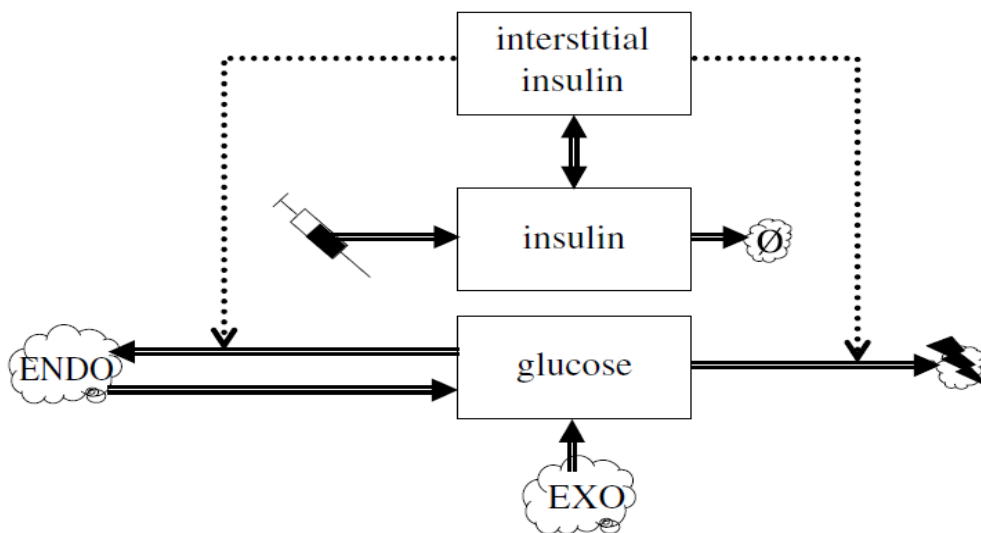 interstitial
insulin
insulin
Ø
ENDO
glucose
EXO